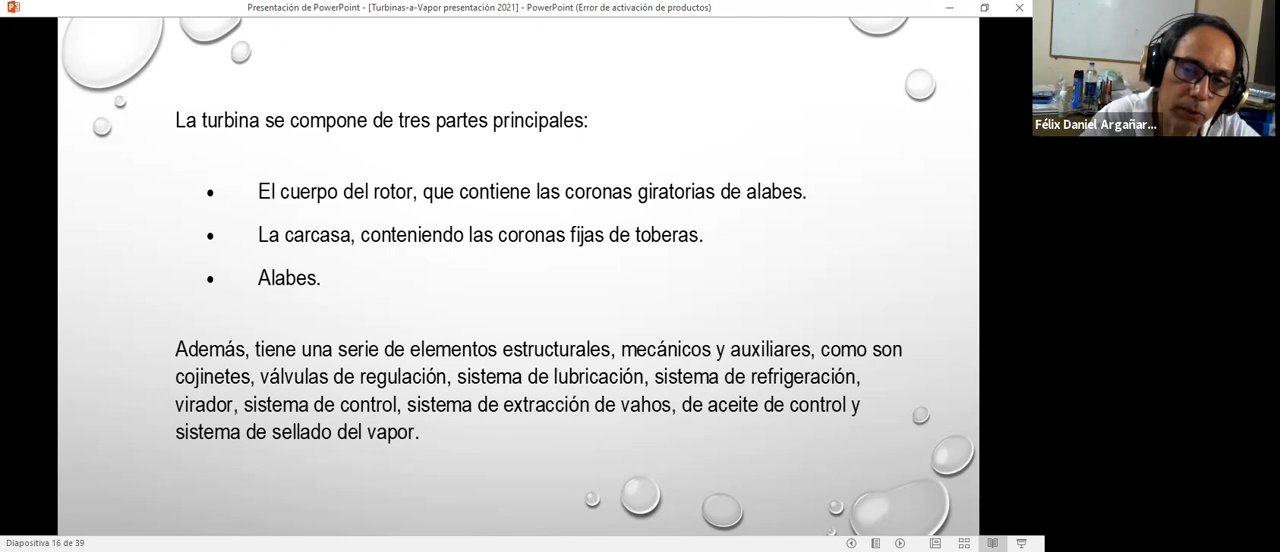 Presentación de PowerPoint - [Turbinas-a-Vapor presentación 2021] - PowerPoint (Error de activación de productos)
La turbina se compone de tres partes principales:
• El cuerpo del rotor, que contiene las coronas giratorias de alabes.
• La carcasa, conteniendo las coronas fijas de toberas.
• Alabes.
Además, tiene una serie de elementos estructurales, mecánicos y auxiliares, como son
cojinetes, válvulas de regulación, sistema de lubricación, sistema de refrigeración,
virador, sistema de control, sistema de extracción de vahos, de aceite de control y
sistema de sellado del vapor.
Félix Daniel Argañar...
Diapositiva 16 de 39